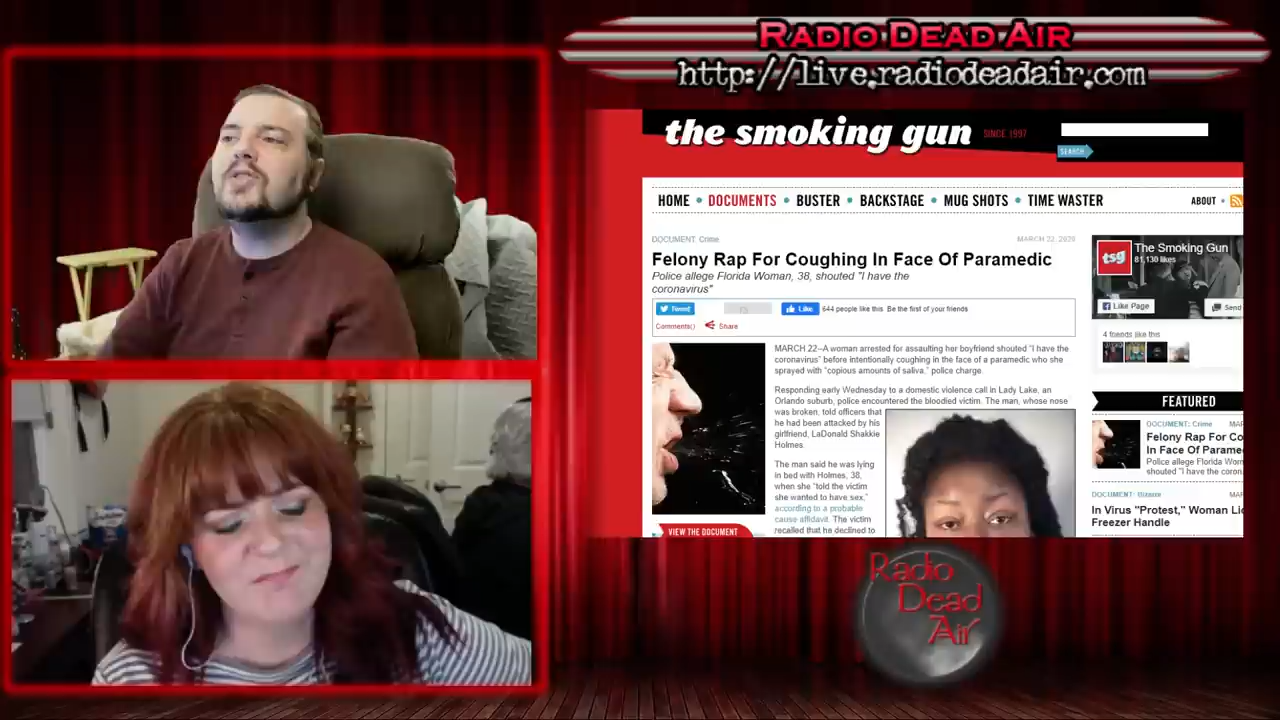 RADIO DEAD AIR
http://live.radiodeadair.com
the smoking gun SINCE 1997
SEARCH
HOME • DOCUMENTS • BUSTER • BACKSTAGE • MUG SHOTS • TIME WASTER
ABOUT •
DOCUMENT: Crime
MARCH 22, 2020
Felony Rap For Coughing In Face Of Paramedic
Police allege Florida Woman, 38, shouted "I have the
coronavirus"
Tweet
Like 644 people like this. Be the first of your friends
Comments() Share
MARCH 22--A woman arrested for assaulting her boyfriend shouted "I have the
coronavirus" before intentionally coughing in the face of a paramedic who she
sprayed with "copious amounts of saliva," police charge.
Responding early Wednesday to a domestic violence call in Lady Lake, an
Orlando suburb, police encountered the bloodied victim. The man, whose nose
was broken, told officers that
he had been attacked by his
girlfriend, LaDonald Shakkie
Holmes.
The man said he was lying
in bed with Holmes, 38,
when she "told the victim
she wanted to have sex,"
according to a probable
cause affidavit. The victim
recalled that he declined to
VIEW THE DOCUMENT
tsg
The Smoking Gun
81,130 likes
Like Page
Send
4 friends like this
FEATURED
DOCUMENT: Crime MAR
Felony Rap For Co
In Face Of Parame
Police allege Florida Wom
shouted "I have the coron
DOCUMENT: Bizarre MAR
In Virus "Protest," Woman Lic
Freezer Handle
Radio
Dead
Air